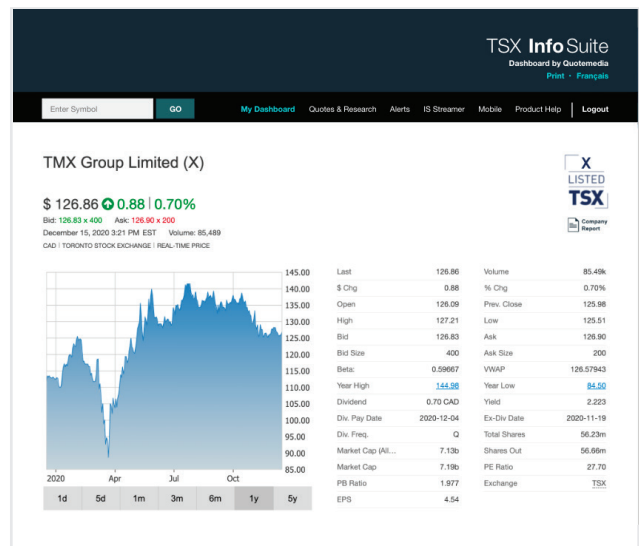 TSX InfoSuite
Dashboard by Quotemedia
Print · Français
Enter Symbol GO My Dashboard Quotes & Research Alerts IS Streamer Mobile Product Help | Logout
TMX Group Limited (X)
X
LISTED
TSX
Company
Report
$ 126.86 0.88 | 0.70%
Bid: 126.83 x 400 Ask: 126.90 x 200
December 15, 2020 3:21 PM EST Volume: 85,489
CAD | TORONTO STOCK EXCHANGE | REAL-TIME PRICE
145.00
140.00
135.00
130.00
125.00
120.00
115.00
110.00
105.00
100.00
95.00
90.00
85.00
2020 Apr Jul Oct
1d 5d 1m 3m 6m 1y 5y
Last 126.86 Volume 85.49k
$ Chg 0.88 % Chg 0.70%
Open 126.09 Prev. Close 125.98
High 127.21 Low 125.51
Bid 126.83 Ask 126.90
Bid Size 400 Ask Size 200
Beta: 0.59667 VWAP 126.57943
Year High 144.98 Year Low 84.50
Dividend 0.70 CAD Yield 2.223
Div. Pay Date 2020-12-04 Ex-Div Date 2020-11-19
Div. Freq. Q Total Shares 56.23m
Market Cap (All... 7.13b Shares Out 56.66m
Market Cap 7.19b PE Ratio 27.70
PB Ratio 1.977 Exchange TSX
EPS 4.54